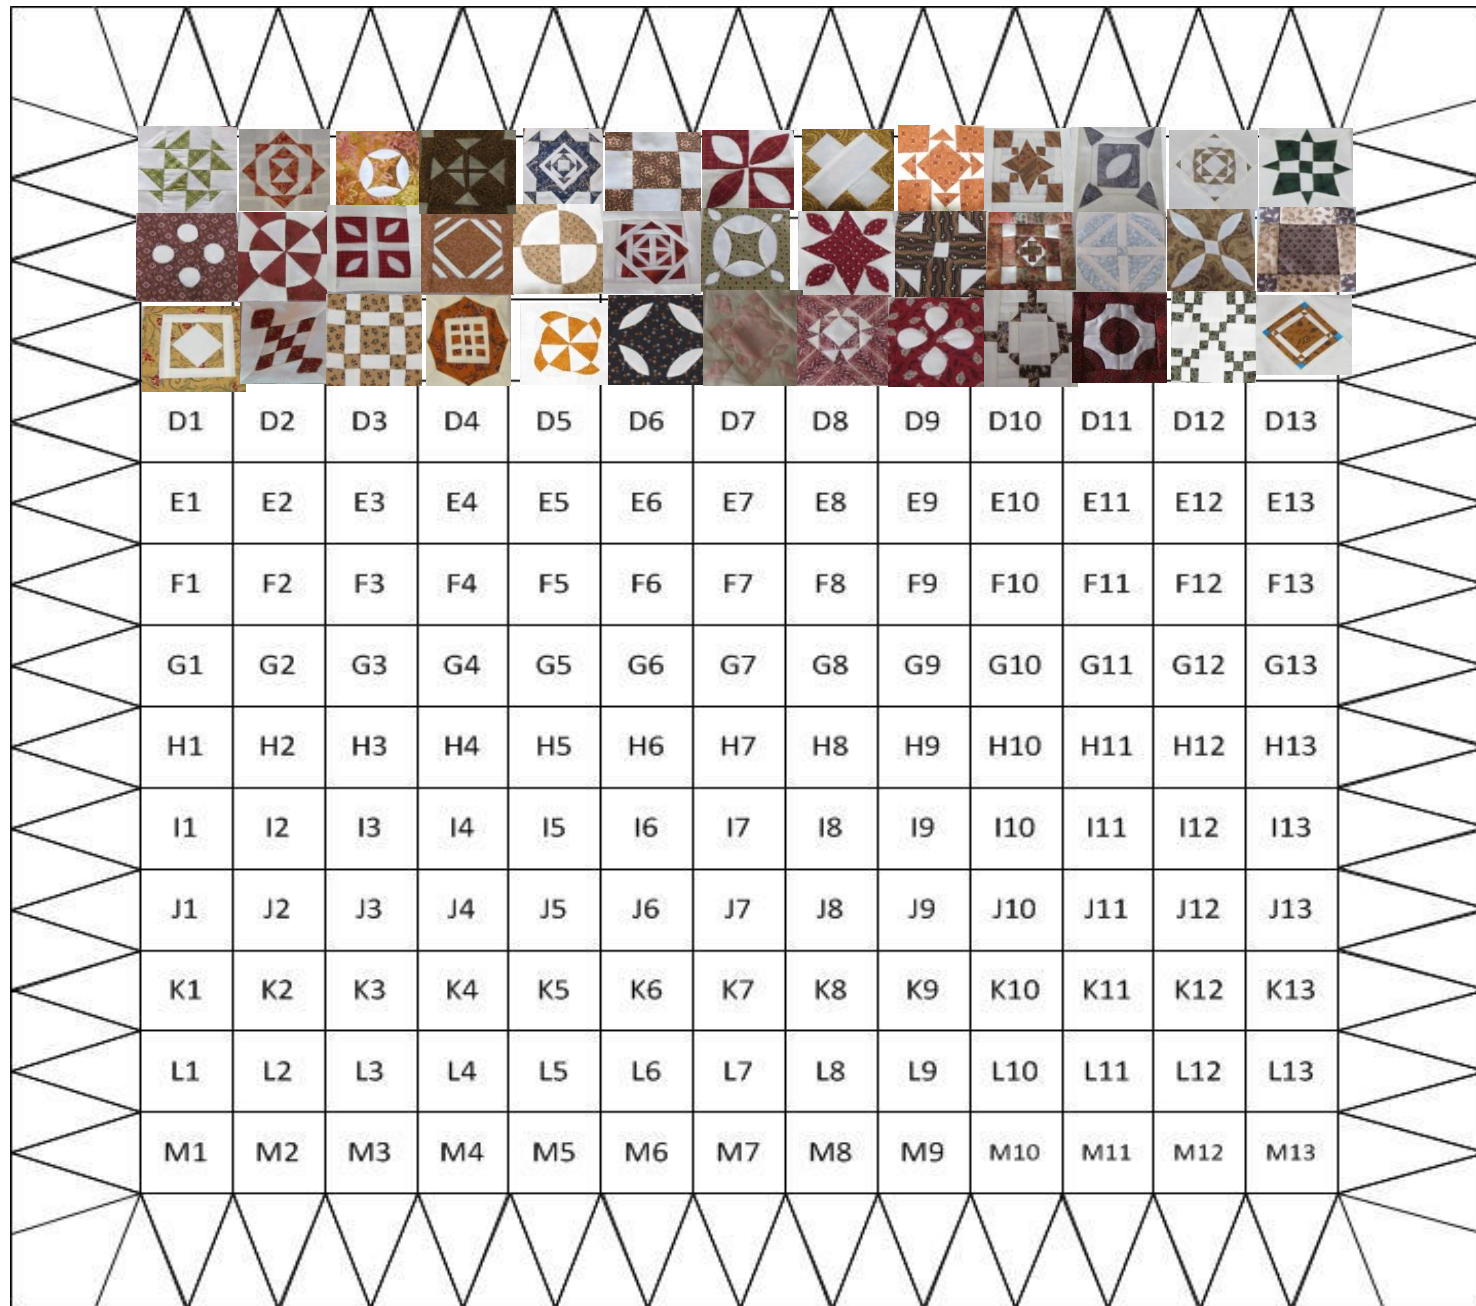 D1 D2 D3 D4 D5 D6 D7 D8 D9 D10 D11 D12 D13
E1 E2 E3 E4 E5 E6 E7 E8 E9 E10 E11 E12 E13
F1 F2 F3 F4 F5 F6 F7 F8 F9 F10 F11 F12 F13
G1 G2 G3 G4 G5 G6 G7 G8 G9 G10 G11 G12 G13
H1 H2 H3 H4 H5 H6 H7 H8 H9 H10 H11 H12 H13
I1 I2 I3 I4 I5 I6 I7 I8 I9 I10 I11 I12 I13
J1 J2 J3 J4 J5 J6 J7 J8 J9 J10 J11 J12 J13
K1 K2 K3 K4 K5 K6 K7 K8 K9 K10 K11 K12 K13
L1 L2 L3 L4 L5 L6 L7 L8 L9 L10 L11 L12 L13
M1 M2 M3 M4 M5 M6 M7 M8 M9 M10 M11 M12 M13